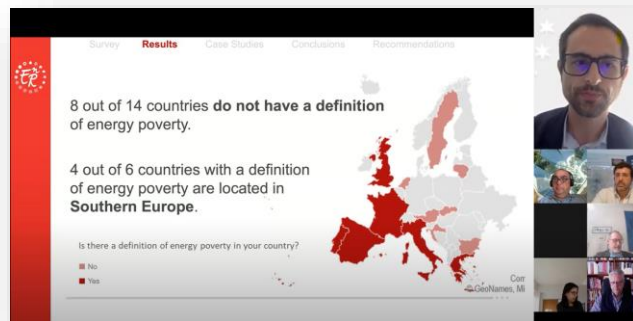 Survey Results Case Studies Conclusions Recommendations
8 out of 14 countries do not have a definition
of energy poverty.
4 out of 6 countries with a definition
of energy poverty are located in
Southern Europe.
Is there a definition of energy poverty in your country?
No
Yes
© GeoNames, Mi